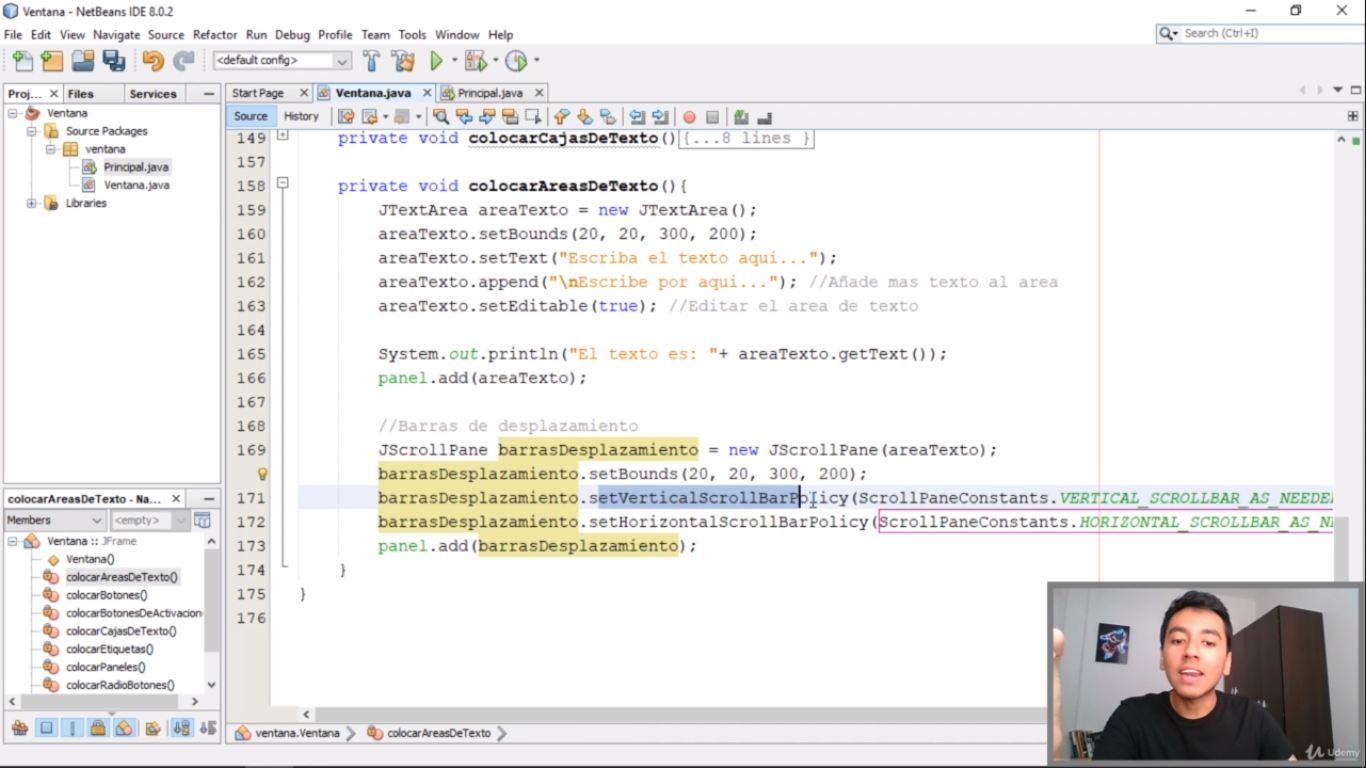 Ventana - NetBeans IDE 8.0.2
File Edit View Navigate Source Refactor Run Debug Profile Team Tools Window Help
Search (Ctrl+I)
<default config>
Proj... Files Services
Start Page Ventana.java Principal.java
Source History
Ventana
Source Packages
ventana
Principal.java
Ventana.java
Libraries
149 private void colocarCajasDeTexto(){...8 lines }
157
158 private void colocarAreasDeTexto(){
159 JTextArea areaTexto = new JTextArea();
160 areaTexto.setBounds(20, 20, 300, 200);
161 areaTexto.setText("Escriba el texto aqui...");
162 areaTexto.append("\nEscribe por aqui..."); //Añade mas texto al area
163 areaTexto.setEditable(true); //Editar el area de texto
164
165 System.out.println("El texto es: "+ areaTexto.getText());
166 panel.add(areaTexto);
167
168 //Barras de desplazamiento
169 JScrollPane barrasDesplazamiento = new JScrollPane(areaTexto);
barrasDesplazamiento.setBounds(20, 20, 300, 200);
171 barrasDesplazamiento.setVerticalScrollBarPolicy(ScrollPaneConstants.VERTICAL_SCROLLBAR_AS_NEEDE
172 barrasDesplazamiento.setHorizontalScrollBarPolicy(ScrollPaneConstants.HORIZONTAL_SCROLLBAR_AS_N
173 panel.add(barrasDesplazamiento);
174 }
175 }
176
colocarAreasDeTexto() - Na...
Members <empty>
Ventana :: JFrame
Ventana()
colocarAreasDeTexto()
colocarBotones()
colocarBotonesDeActivacion
colocarCajasDeTexto()
colocarEtiquetas()
colocarPaneles()
colocarRadioBotones()
ventana.Ventana colocarAreasDeTexto
Udemy